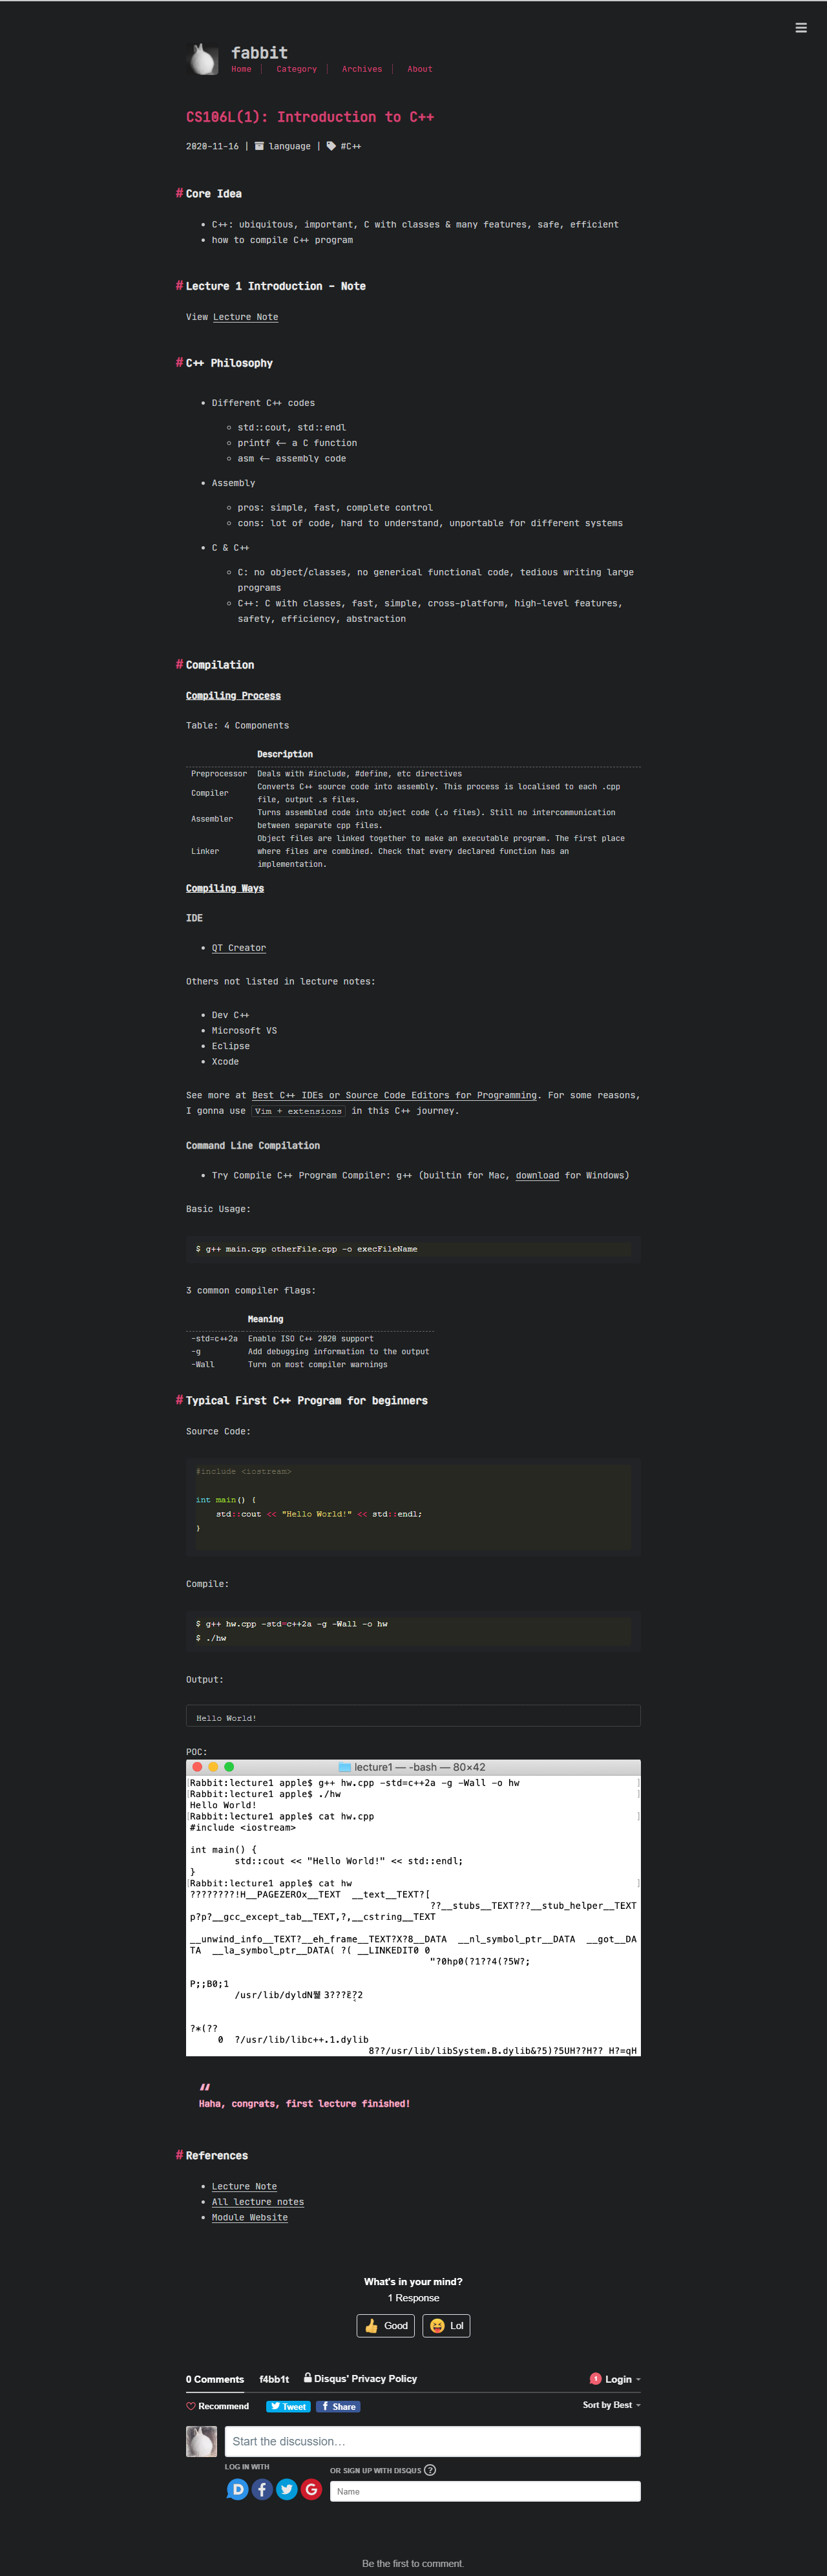 fabbit
Home | Category | Archives | About
CS106L(1): Introduction to C++
2020-11-16 | language | #C++
# Core Idea
• C++: ubiquitous, important, C with classes & many features, safe, efficient
• how to compile C++ program
# Lecture 1 Introduction - Note
View Lecture Note
# C++ Philosophy
• Different C++ codes
◦ std::cout, std::endl
◦ printf <- a C function
◦ asm <- assembly code
• Assembly
◦ pros: simple, fast, complete control
◦ cons: lot of code, hard to understand, unportable for different systems
• C & C++
◦ C: no object/classes, no generical functional code, tedious writing large
programs
◦ C++: C with classes, fast, simple, cross-platform, high-level features,
safety, efficiency, abstraction
# Compilation
Compiling Process
Table: 4 Components
Description
Preprocessor Deals with #include, #define, etc directives
Compiler Converts C++ source code into assembly. This process is localised to each .cpp
file, output .s files.
Assembler Turns assembled code into object code (.o files). Still no intercommunication
between separate cpp files.
Linker Object files are linked together to make an executable program. The first place
where files are combined. Check that every declared function has an
implementation.
Compiling Ways
IDE
• QT Creator
Others not listed in lecture notes:
• Dev C++
• Microsoft VS
• Eclipse
• Xcode
See more at Best C++ IDEs or Source Code Editors for Programming. For some reasons,
I gonna use Vim + extensions in this C++ journey.
Command Line Compilation
• Try Compile C++ Program Compiler: g++ (builtin for Mac, download for Windows)
Basic Usage:
$ g++ main.cpp otherFile.cpp -o execFileName
3 common compiler flags:
Meaning
-std=c++2a Enable ISO C++ 2020 support
-g Add debugging information to the output
-Wall Turn on most compiler warnings
# Typical First C++ Program for beginners
Source Code:
#include <iostream>
int main() {
std::cout << "Hello World!" << std::endl;
}
Compile:
$ g++ hw.cpp -std=c++2a -g -Wall -o hw
$ ./hw
Output:
Hello World!
POC:
lecture1 — -bash — 80×42
[Rabbit:lecture1 apple$ g++ hw.cpp -std=c++2a -g -Wall -o hw ]
[Rabbit:lecture1 apple$ ./hw ]
Hello World!
[Rabbit:lecture1 apple$ cat hw.cpp ]
#include <iostream>
int main() {
std::cout << "Hello World!" << std::endl;
}
[Rabbit:lecture1 apple$ cat hw ]
????????!H__PAGEZEROx__TEXT __text__TEXT?[
??__stubs__TEXT???__stub_helper__TEXT
p?p?__gcc_except_tab__TEXT,?,__cstring__TEXT
__unwind_info__TEXT?__eh_frame__TEXT?X?8__DATA __nl_symbol_ptr__DATA __got__DA
TA __la_symbol_ptr__DATA( ?( __LINKEDIT0 0
"?0hp0(?1??4(?5W?;
P;;B0;1
/usr/lib/dyldN
?*(??
0 ?/usr/lib/libc++.1.dylib
8??/usr/lib/libSystem.B.dylib&?5)?5UH??H?? H?=qH
“
Haha, congrats, first lecture finished!
# References
• Lecture Note
• All lecture notes
• Module Website
What's in your mind?
1 Response
Good Lol
0 Comments f4bb1t Disqus' Privacy Policy 1 Login
Recommend Tweet Share Sort by Best
Start the discussion…
LOG IN WITH
OR SIGN UP WITH DISQUS ?
Name
Be the first to comment.